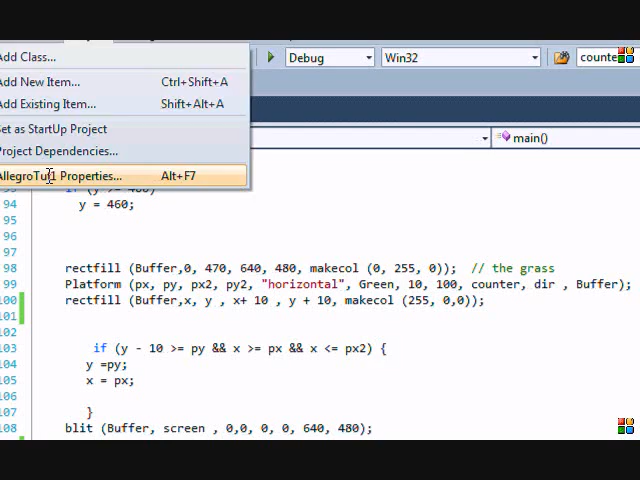 Add Class...
Debug
Win32
counte
Add New Item...
Ctrl+Shift+A
Add Existing Item...
Shift+Alt+A
Set as StartUp Project
main()
Project Dependencies...
AllegroTut1 Properties...
Alt+F7
94 y = 460;
95
96
97
98 rectfill (Buffer,0, 470, 640, 480, makecol (0, 255, 0)); // the grass
99 Platform (px, py, px2, py2, "horizontal", Green, 10, 100, counter, dir , Buffer);
100 rectfill (Buffer,x, y , x+ 10 , y + 10, makecol (255, 0,0));
101
102
103 if (y - 10 >= py && x >= px && x <= px2) {
104 y =py;
105 x = px;
106
107 }
108 blit (Buffer, screen , 0,0, 0, 0, 640, 480);